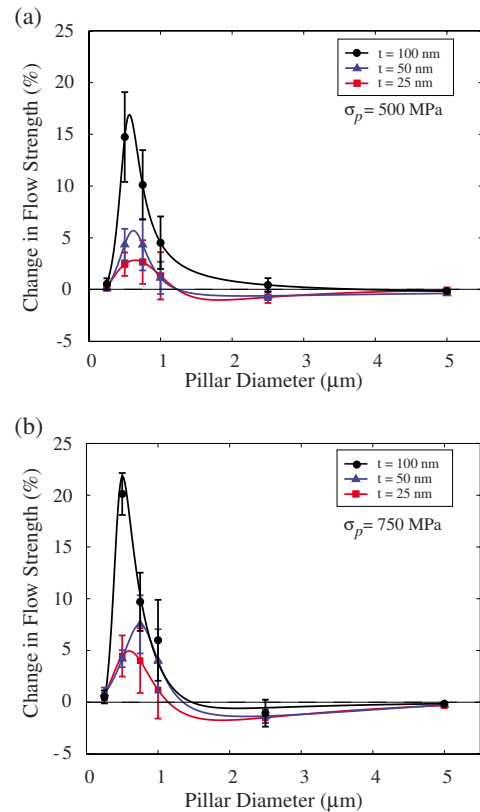 (a)
25
20
15
10
5
0
-5
Change in Flow Strength (%)
t = 100 nm
t = 50 nm
t = 25 nm
σp = 500 MPa
0 1 2 3 4 5
Pillar Diameter (μm)
(b)
25
20
15
10
5
0
-5
Change in Flow Strength (%)
t = 100 nm
t = 50 nm
t = 25 nm
σp = 750 MPa
0 1 2 3 4 5
Pillar Diameter (μm)